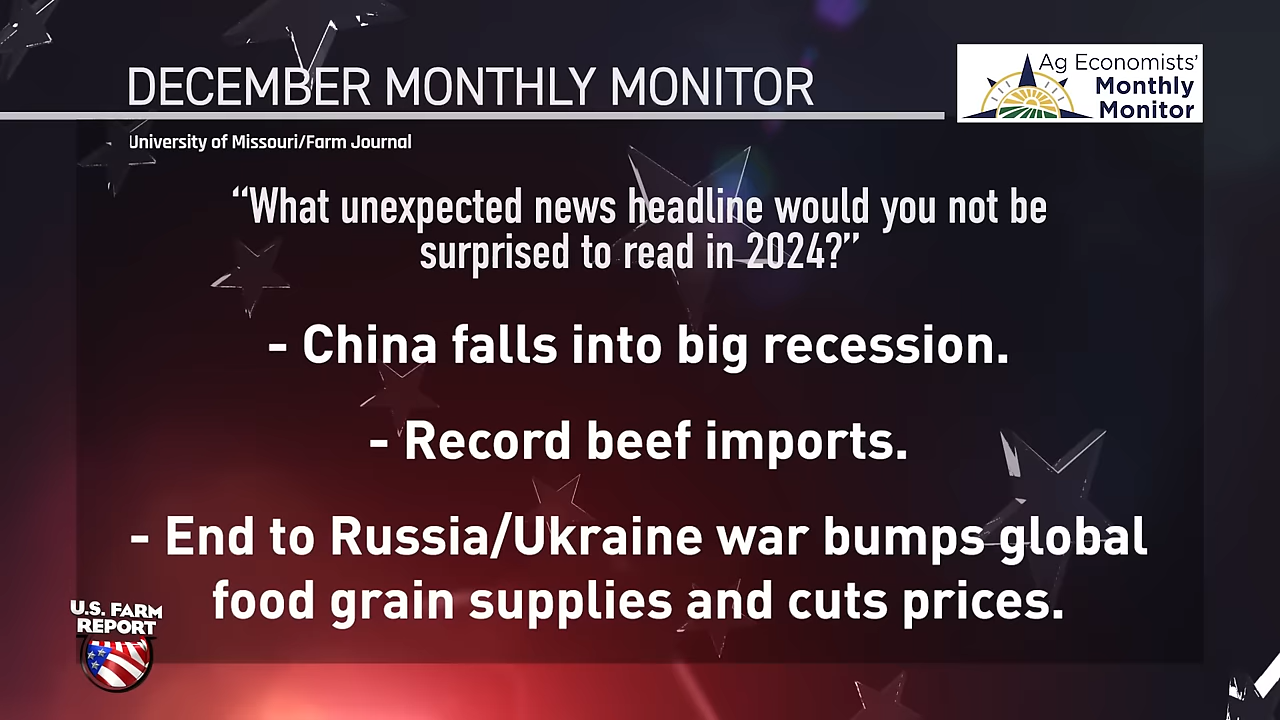 DECEMBER MONTHLY MONITOR
Ag Economists'
Monthly
Monitor
University of Missouri/Farm Journal
“What unexpected news headline would you not be
surprised to read in 2024?”
- China falls into big recession.
- Record beef imports.
- End to Russia/Ukraine war bumps global
food grain supplies and cuts prices.
U.S. FARM
REPORT